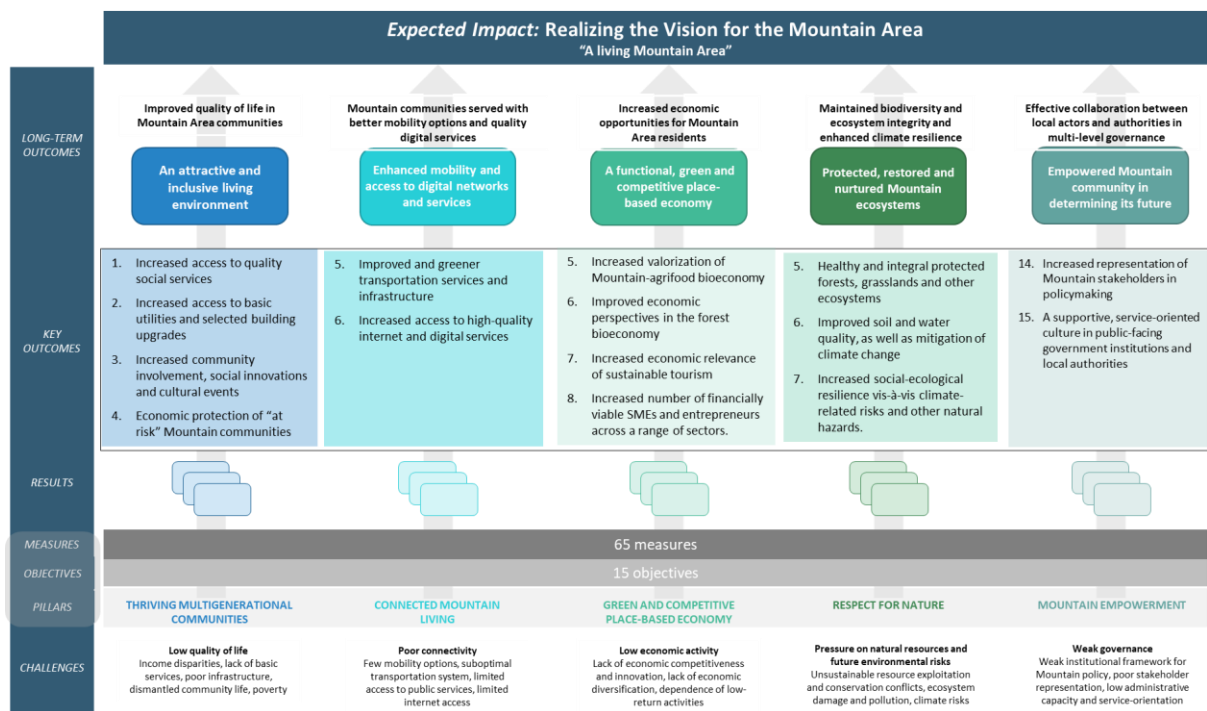 Expected Impact: Realizing the Vision for the Mountain Area
“A living Mountain Area”
LONG-TERM
OUTCOMES
Improved quality of life in
Mountain Area communities
An attractive and
inclusive living
environment
Mountain communities served with
better mobility options and quality
digital services
Enhanced mobility and
access to digital networks
and services
Increased economic
opportunities for Mountain
Area residents
A functional, green and
competitive place-
based economy
Maintained biodiversity and
ecosystem integrity and
enhanced climate resilience
Protected, restored and
nurtured Mountain
ecosystems
Effective collaboration between
local actors and authorities in
multi-level governance
Empowered Mountain
community in
determining its future
KEY
OUTCOMES
1. Increased access to quality
social services
2. Increased access to basic
utilities and selected building
upgrades
3. Increased community
involvement, social innovations
and cultural events
4. Economic protection of “at
risk” Mountain communities
5. Improved and greener
transportation services and
infrastructure
6. Increased access to high-quality
internet and digital services
5. Increased valorization of
Mountain-agrifood bioeconomy
6. Improved economic
perspectives in the forest
bioeconomy
7. Increased economic relevance
of sustainable tourism
8. Increased number of financially
viable SMEs and entrepreneurs
across a range of sectors.
5. Healthy and integral protected
forests, grasslands and other
ecosystems
6. Improved soil and water
quality, as well as mitigation of
climate change
7. Increased social-ecological
resilience vis-à-vis climate-
related risks and other natural
hazards.
14. Increased representation of
Mountain stakeholders in
policymaking
15. A supportive, service-oriented
culture in public-facing
government institutions and
local authorities
RESULTS
MEASURES
65 measures
OBJECTIVES
15 objectives
PILLARS
THRIVING MULTIGENERATIONAL
COMMUNITIES
CONNECTED MOUNTAIN
LIVING
GREEN AND COMPETITIVE
PLACE-BASED ECONOMY
RESPECT FOR NATURE
MOUNTAIN EMPOWERMENT
CHALLENGES
Low quality of life
Income disparities, lack of basic
services, poor infrastructure,
dismantled community life, poverty
Poor connectivity
Few mobility options, suboptimal
transportation system, limited
access to public services, limited
internet access
Low economic activity
Lack of economic competitiveness
and innovation, lack of economic
diversification, dependence of low-
return activities
Pressure on natural resources and
future environmental risks
Unsustainable resource exploitation
and conservation conflicts, ecosystem
damage and pollution, climate risks
Weak governance
Weak institutional framework for
Mountain policy, poor stakeholder
representation, low administrative
capacity and service-orientation